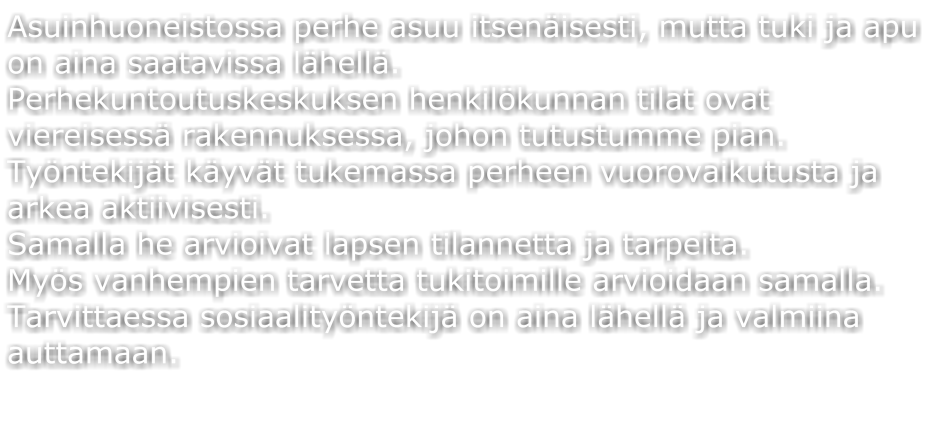 Asuinhuoneistossa perhe asuu itsenäisesti, mutta tuki ja apu
on aina saatavissa lähellä.
Perhekuntoutuskeskuksen henkilökunnan tilat ovat
viereisessä rakennuksessa, johon tutustumme pian.
Työntekijät käyvät tukemassa perheen vuorovaikutusta ja
arkea aktiivisesti.
Samalla he arvioivat lapsen tilannetta ja tarpeita.
Myös vanhempien tarvetta tukitoimille arvioidaan samalla.
Tarvittaessa sosiaalityöntekijä on aina lähellä ja valmiina
auttamaan.